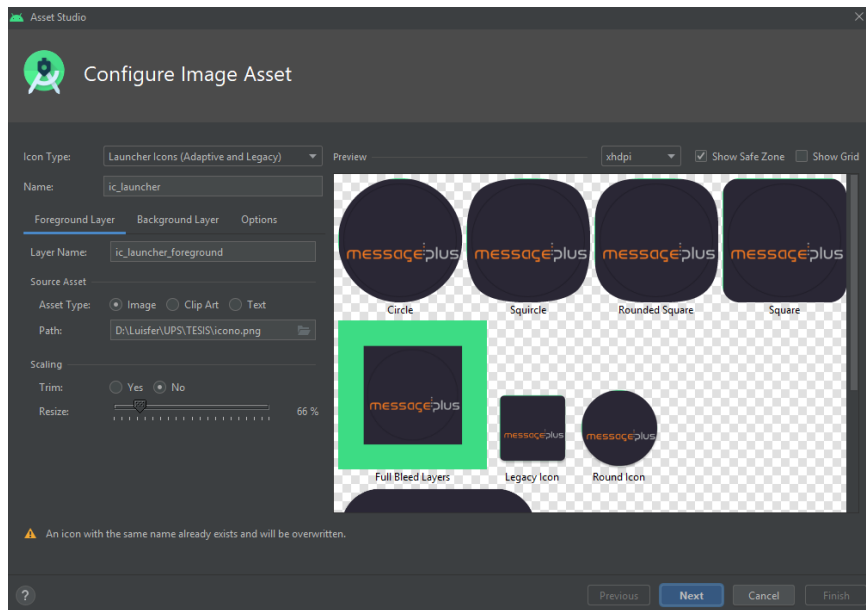 Asset Studio
Configure Image Asset
Icon Type:
Launcher Icons (Adaptive and Legacy)
Preview
xhdpi
Show Safe Zone
Show Grid
Name:
ic_launcher
Foreground Layer
Background Layer
Options
Layer Name:
ic_launcher_foreground
Source Asset
Asset Type:
Image
Clip Art
Text
Path:
D:\Luisfer\UPS\TESIS\icono.png
Scaling
Trim:
Yes
No
Resize:
66 %
messageplus
messageplus
messageplus
messageplus
Circle
Squircle
Rounded Square
Square
messageplus
messageplus
messageplus
Full Bleed Layers
Legacy Icon
Round Icon
An icon with the same name already exists and will be overwritten.
?
Previous
Next
Cancel
Finish